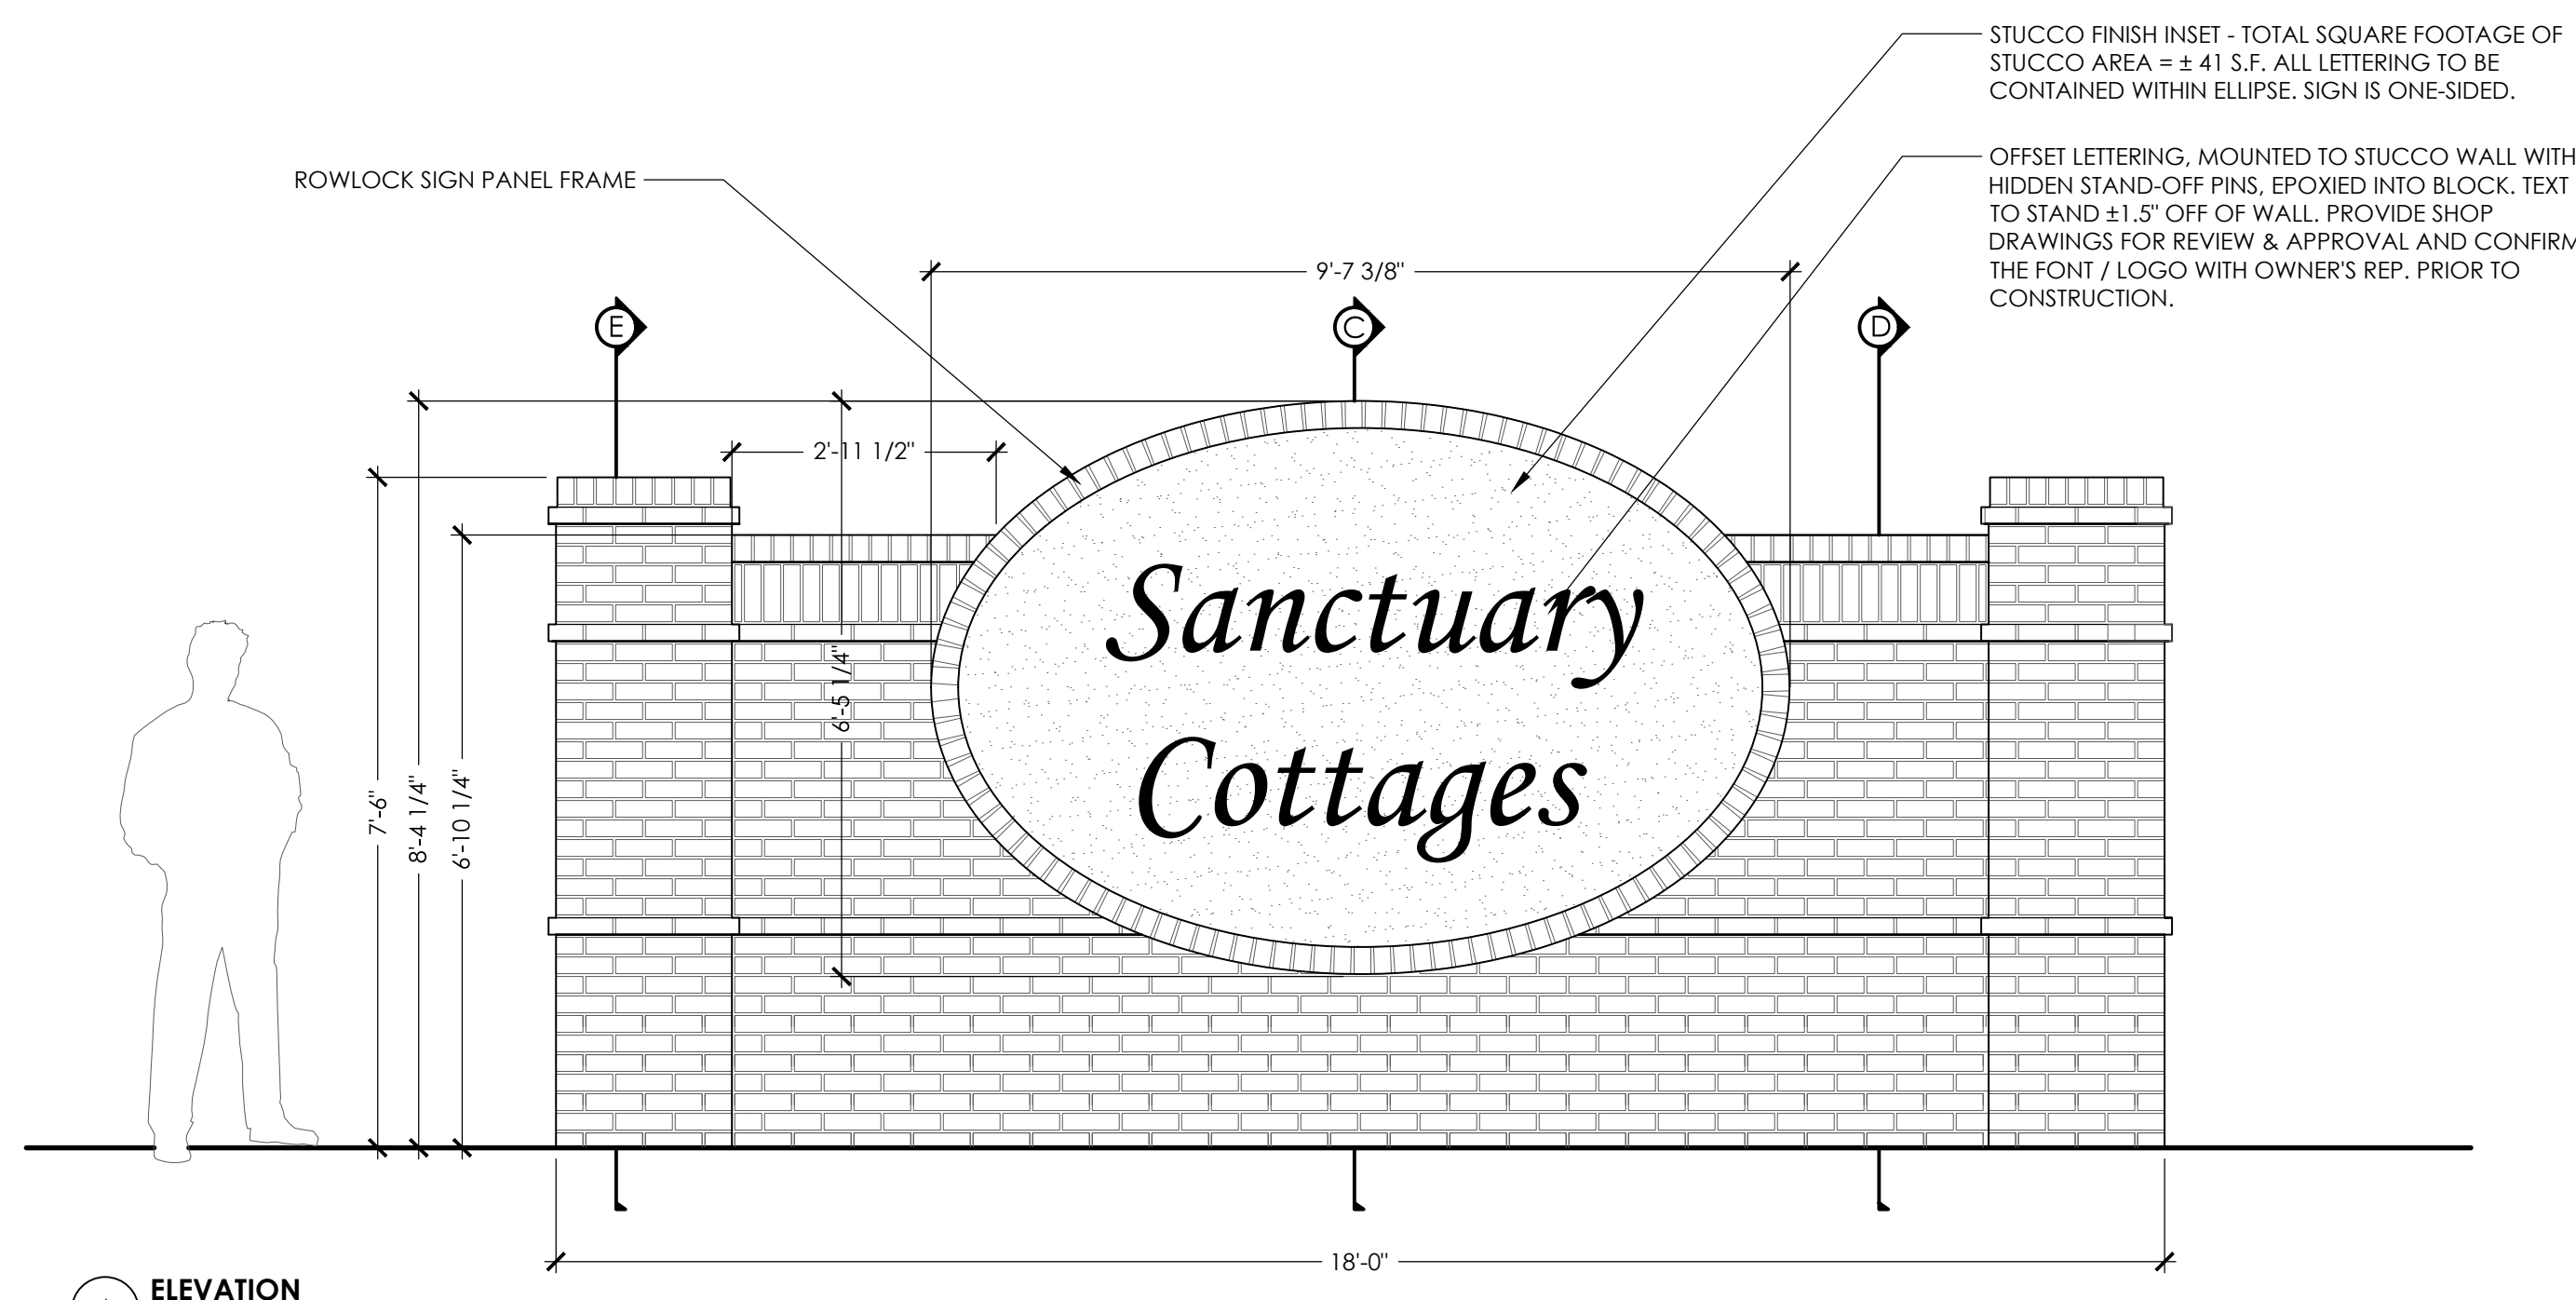 STUCCO FINISH INSET - TOTAL SQUARE FOOTAGE OF
STUCCO AREA = ± 41 S.F. ALL LETTERING TO BE
CONTAINED WITHIN ELLIPSE. SIGN IS ONE-SIDED.
OFFSET LETTERING, MOUNTED TO STUCCO WALL WITH
HIDDEN STAND-OFF PINS, EPOXIED INTO BLOCK. TEXT
TO STAND ±1.5" OFF OF WALL. PROVIDE SHOP
DRAWINGS FOR REVIEW & APPROVAL AND CONFIRM
THE FONT / LOGO WITH OWNER'S REP. PRIOR TO
CONSTRUCTION.
ROWLOCK SIGN PANEL FRAME
9'-7 3/8"
E
C
D
2'-11 1/2"
7'-6"
8'-4 1/4"
6'-10 1/4"
6'-5 1/4"
Sanctuary
Cottages
18'-0"
ELEVATION